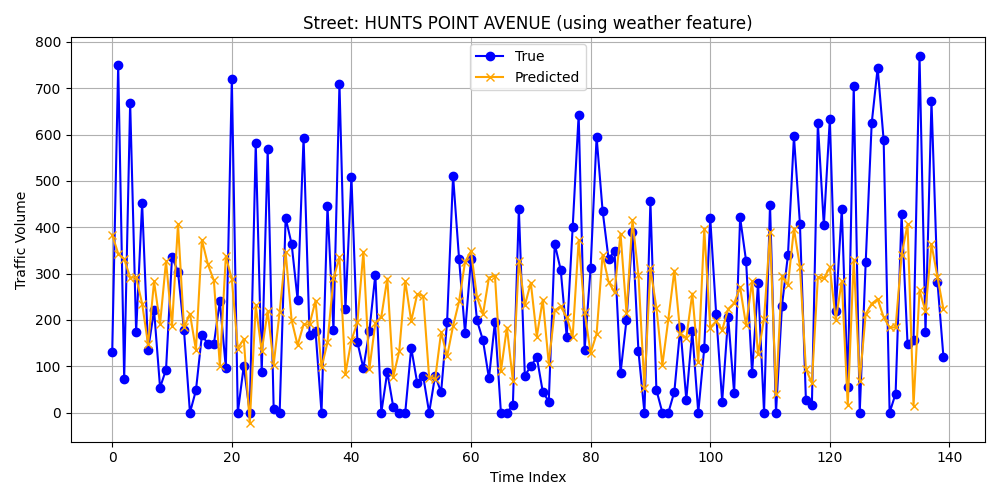 Street: HUNTS POINT AVENUE (using weather feature)
True
Predicted
Traffic Volume
800
700
600
500
400
300
200
100
0
0 20 40 60 80 100 120 140
Time Index